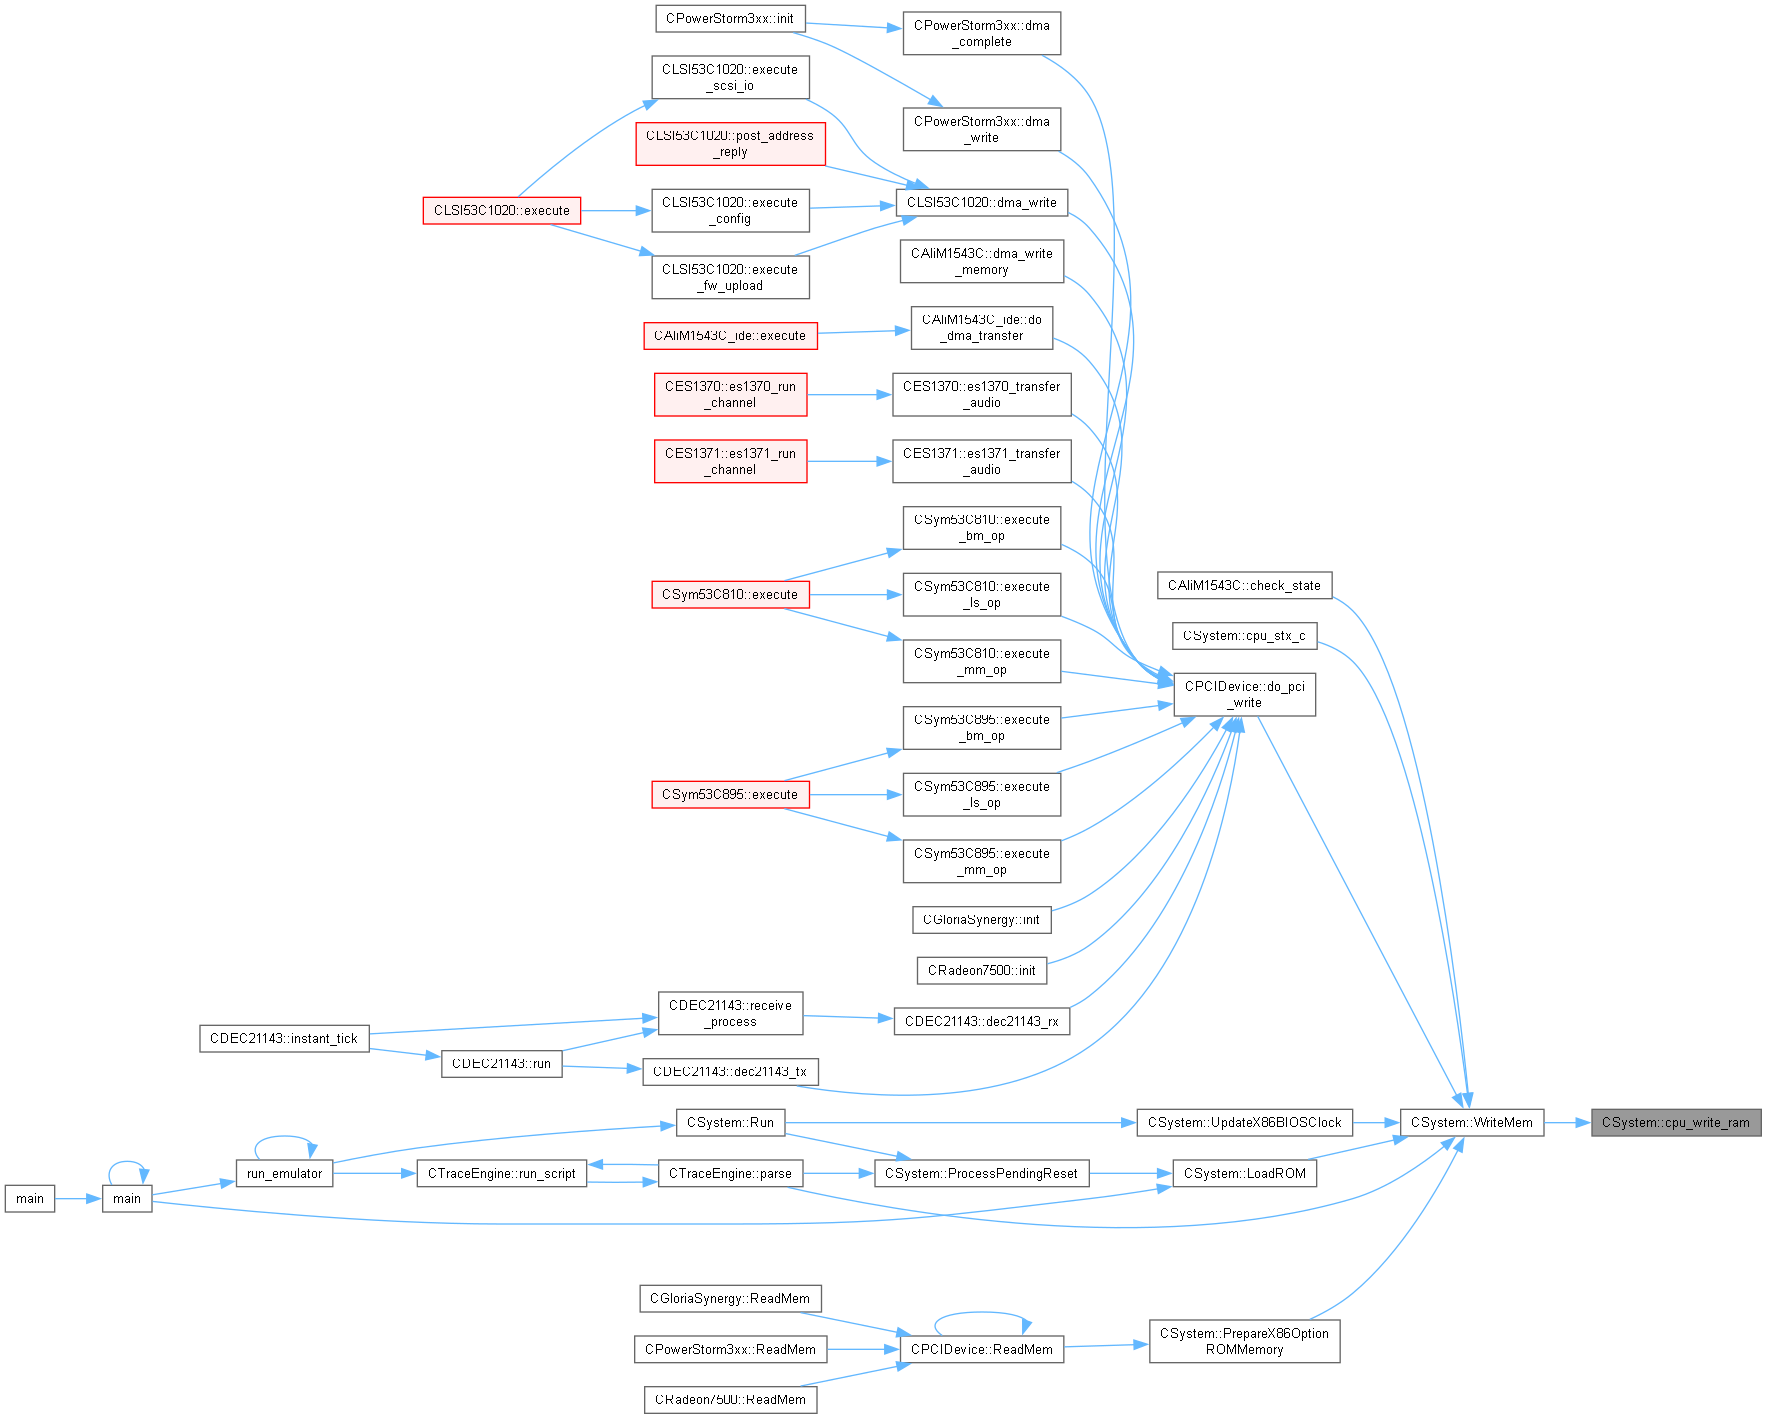 CPowerStorm3xx::init
CPowerStorm3xx::dma
_complete
CLSI53C1020::execute
_scsi_io
CPowerStorm3xx::dma
_write
CLSI53C1020::post_address
_reply
CLSI53C1020::execute
CLSI53C1020::execute
_config
CLSI53C1020::dma_write
CAliM1543C::dma_write
_memory
CLSI53C1020::execute
_fw_upload
CAliM1543C_ide::execute
CAliM1543C_ide::do
_dma_transfer
CES1370::es1370_run
_channel
CES1370::es1370_transfer
_audio
CES1371::es1371_run
_channel
CES1371::es1371_transfer
_audio
CSym53C810::execute
_bm_op
CSym53C810::execute
CSym53C810::execute
_ls_op
CAliM1543C::check_state
CSystem::cpu_stx_c
CSym53C810::execute
_mm_op
CPCIDevice::do_pci
_write
CSym53C895::execute
_bm_op
CSym53C895::execute
CSym53C895::execute
_ls_op
CSym53C895::execute
_mm_op
CGloriaSynergy::init
CRadeon7500::init
CDEC21143::receive
_process
CDEC21143::dec21143_rx
CDEC21143::instant_tick
CDEC21143::run
CDEC21143::dec21143_tx
CSystem::Run
CSystem::UpdateX86BIOSClock
CSystem::WriteMem
CSystem::cpu_write_ram
run_emulator
CTraceEngine::run_script
CTraceEngine::parse
CSystem::ProcessPendingReset
CSystem::LoadROM
main
main
CGloriaSynergy::ReadMem
CPowerStorm3xx::ReadMem
CPCIDevice::ReadMem
CSystem::PrepareX86Option
ROMMemory
CRadeon7500::ReadMem